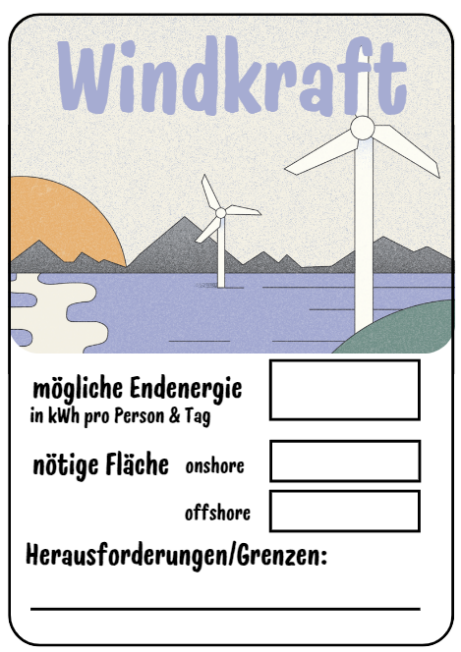 Windkraft
mögliche Endenergie
in kWh pro Person & Tag
nötige Fläche onshore
offshore
Herausforderungen/Grenzen: